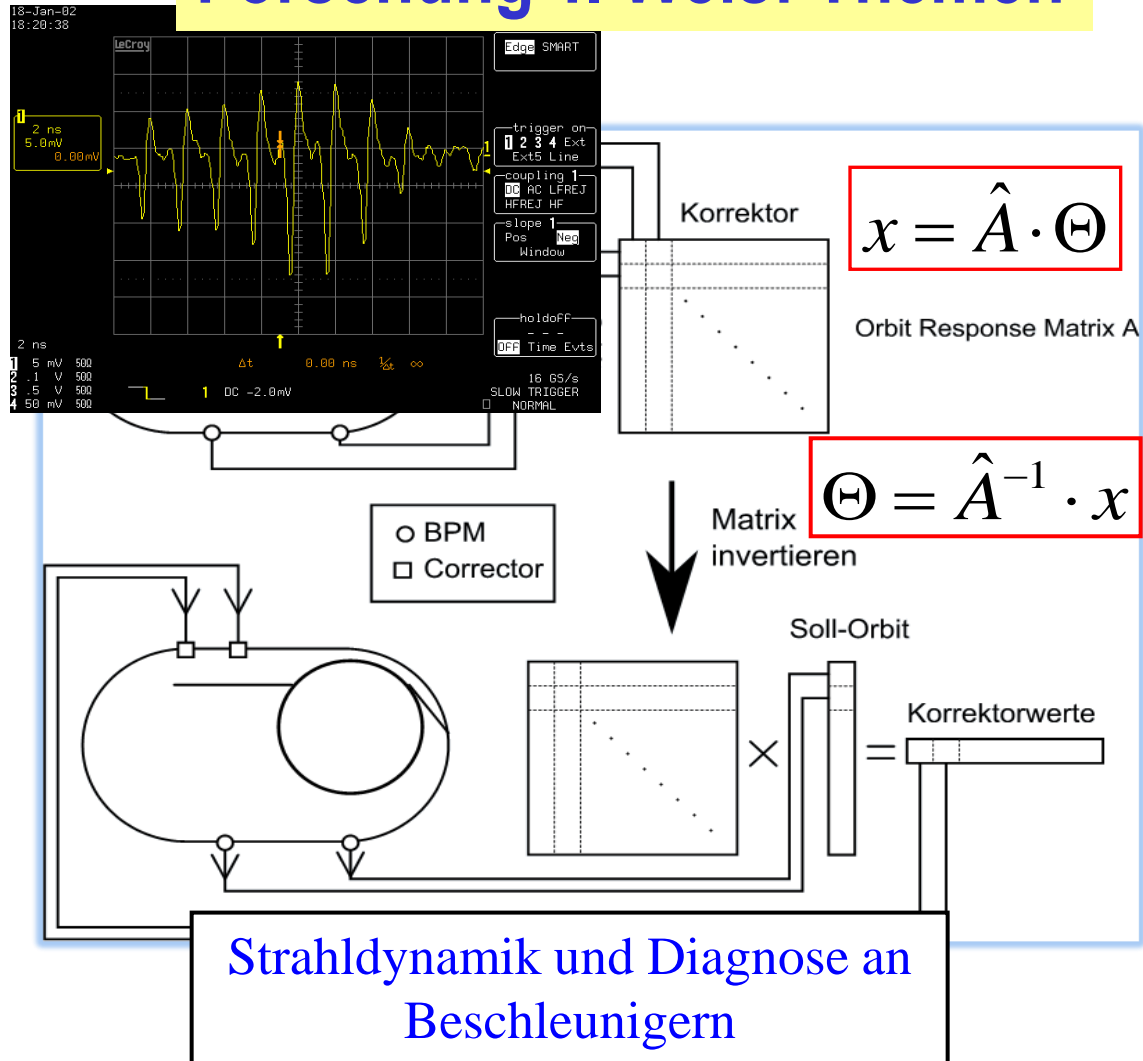 18-Jan-02
18:20:38
LeCroy
1
2 ns
5.0mV
0.00mV
1
Edge SMART
trigger on
1 2 3 4 Ext
Ext5 Line
coupling 1
DC AC LFREJ
HFREJ HF
slope 1
Pos Neg
Window
holdoff
- - -
OFF Time Evts
2 ns
1 5 mV 50Ω
2 .1 V 50Ω
3 .5 V 50Ω
4 50 mV 50Ω
Δt 0.00 ns 1/Δt ∞
1 DC -2.0mV
16 GS/s
SLOW TRIGGER
NORMAL
Korrektor
x = Â · Θ
Orbit Response Matrix A
Θ = Â⁻¹ · x
BPM
Corrector
Matrix
invertieren
Soll-Orbit
×
=
Korrektorwerte
Strahldynamik und Diagnose an
Beschleunigern